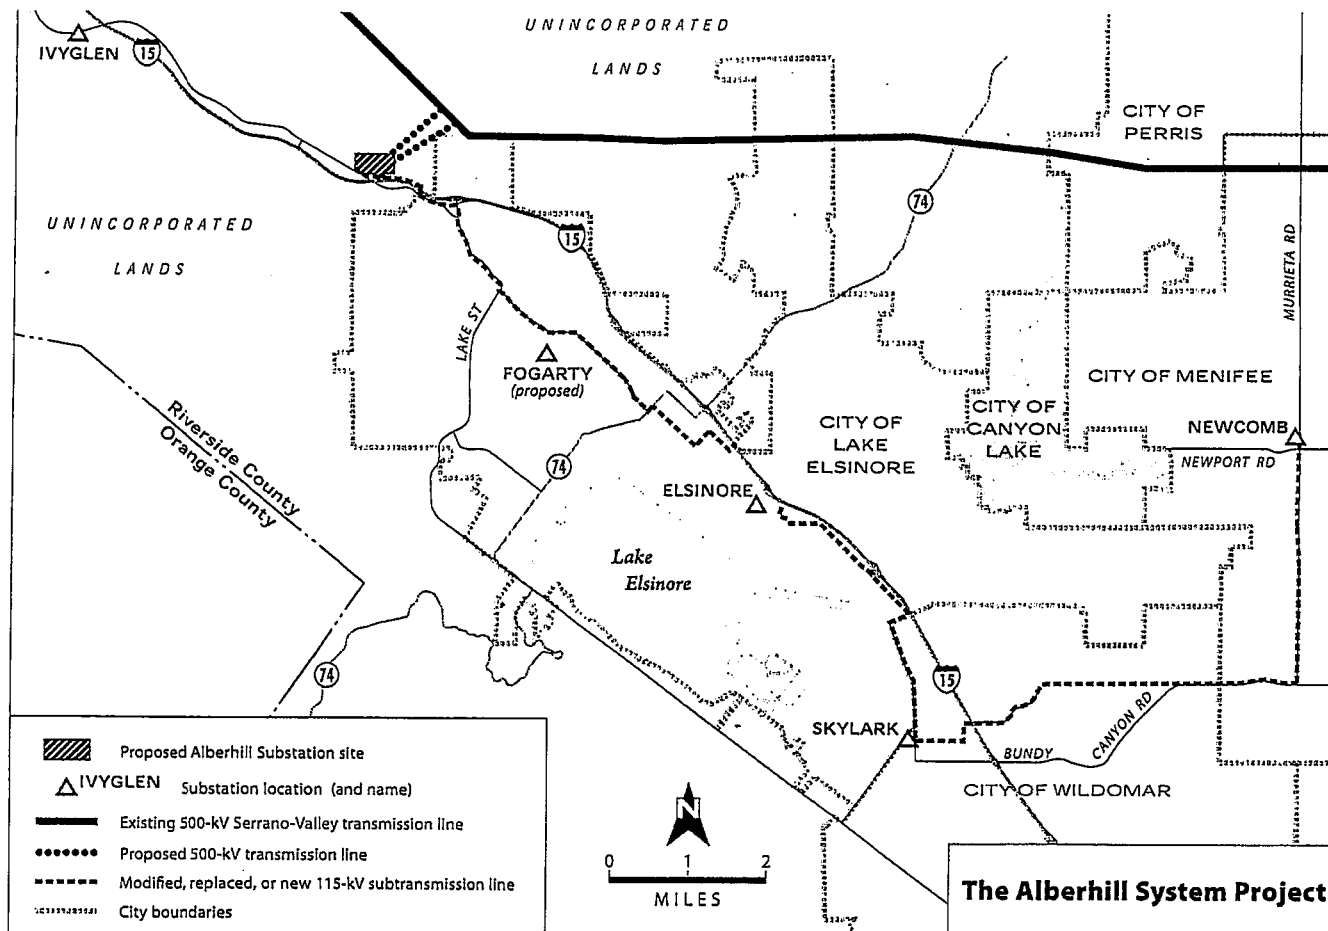 UNINCORPORATED
LANDS
IVYGLEN
15
CITY OF
PERRIS
UNINCORPORATED
LANDS
74
15
MURRIETA RD
LAKE ST
FOGARTY
(proposed)
CITY OF MENIFEE
CITY OF
LAKE
ELSINORE
CITY OF
CANYON
LAKE
NEWCOMB
NEWPORT RD
Riverside County
Orange County
74
ELSINORE
Lake
Elsinore
74
15
SKYLARK
BUNDY
CANYON RD
CITY OF WILDOMAR
Proposed Alberhill Substation site
IVYGLEN
Substation location (and name)
Existing 500-kV Serrano-Valley transmission line
Proposed 500-kV transmission line
Modified, replaced, or new 115-kV subtransmission line
City boundaries
N
0 1 2
MILES
The Alberhill System Project